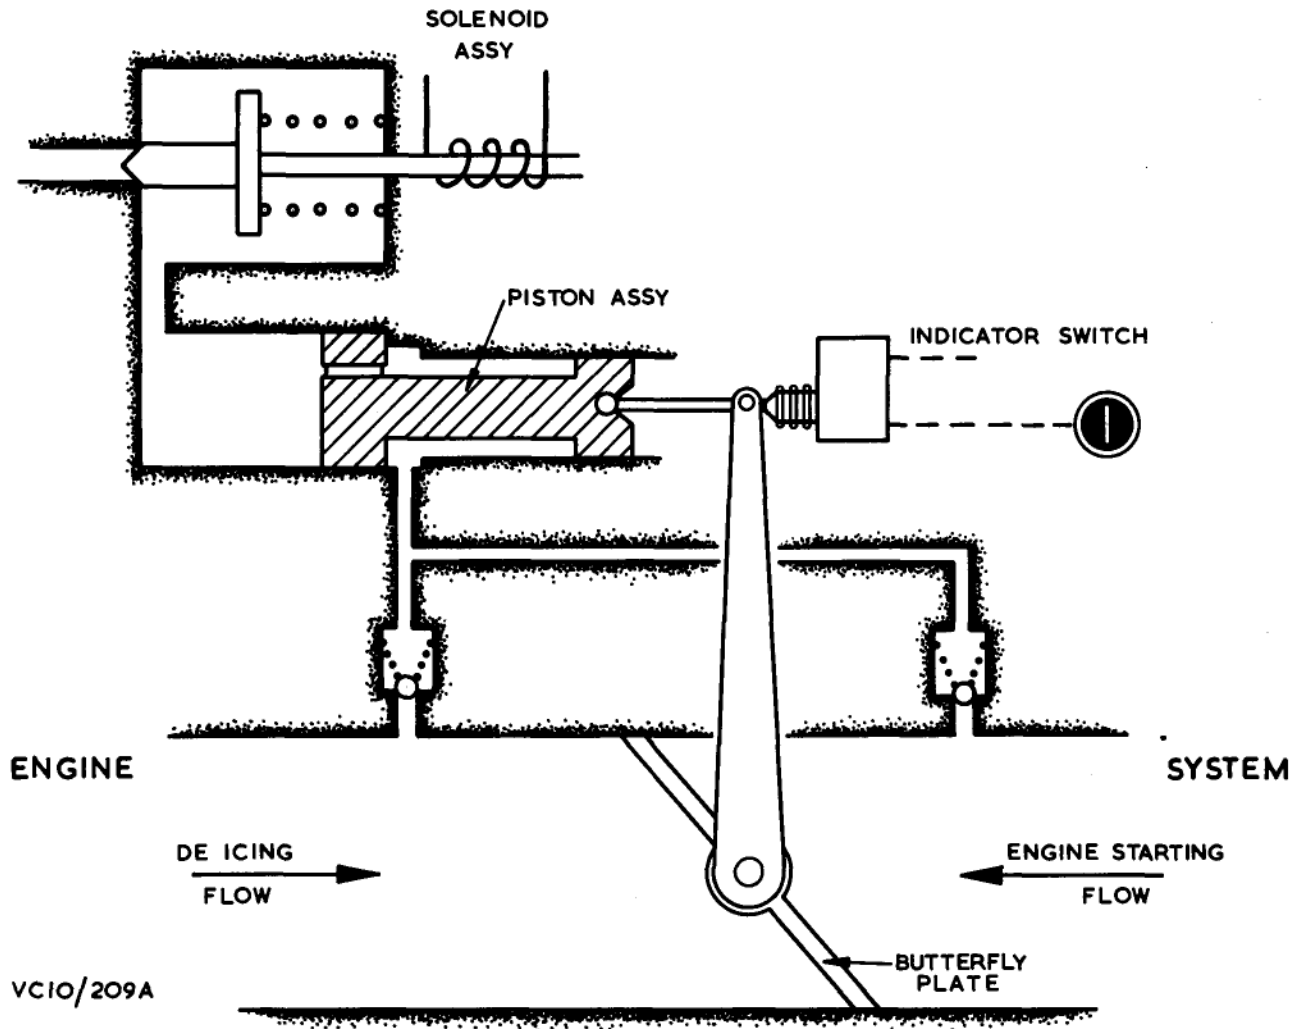 SOLENOID
ASSY
PISTON ASSY
INDICATOR SWITCH
ENGINE
SYSTEM
DE ICING
FLOW
ENGINE STARTING
FLOW
BUTTERFLY
PLATE
VC10/209A